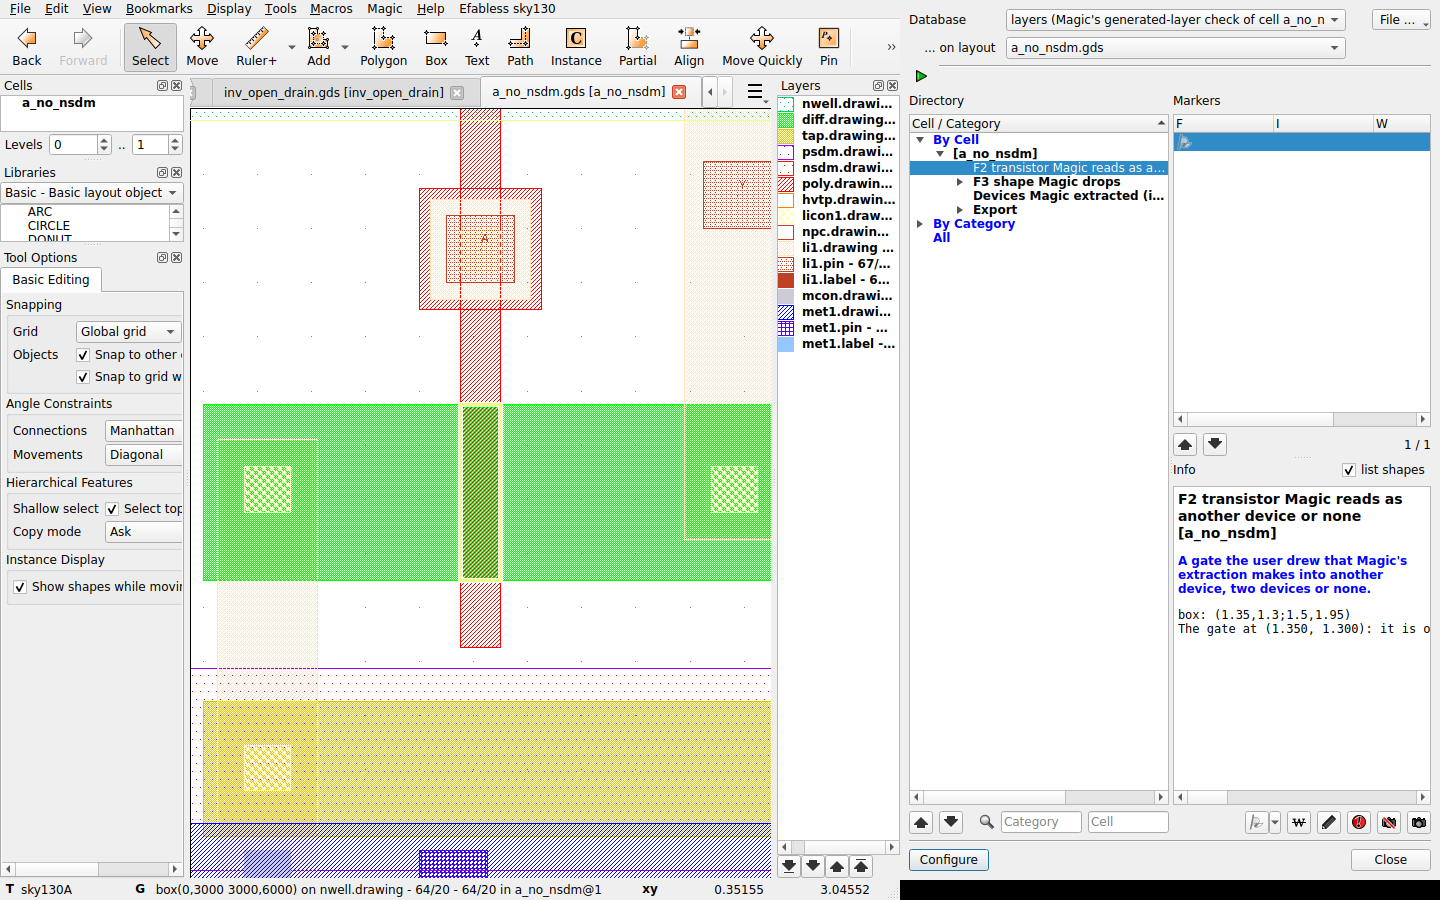 File Edit View Bookmarks Display Tools Macros Magic Help Efabless sky130
Back Forward Select Move Ruler+ Add Polygon Box Text Path Instance Partial Align Move Quickly Pin
Cells
a_no_nsdm
Levels 0 .. 1
Libraries
Basic - Basic layout object
ARC
CIRCLE
DONUT
Tool Options
Basic Editing
Snapping
Grid Global grid
Objects Snap to other
Snap to grid w
Angle Constraints
Connections Manhattan
Movements Diagonal
Hierarchical Features
Shallow select Select top
Copy mode Ask
Instance Display
Show shapes while movin
inv_open_drain.gds [inv_open_drain] a_no_nsdm.gds [a_no_nsdm]
A
Y
Layers
nwell.drawi...
diff.drawing...
tap.drawing...
psdm.drawi...
nsdm.drawi...
poly.drawin...
hvtp.drawin...
licon1.draw...
npc.drawin...
li1.drawing ...
li1.pin - 67/...
li1.label - 6...
mcon.drawi...
met1.drawi...
met1.pin - ...
met1.label -...
T sky130A G box(0,3000 3000,6000) on nwell.drawing - 64/20 - 64/20 in a_no_nsdm@1 xy 0.35155 3.04552
Database layers (Magic's generated-layer check of cell a_no_n File ...
... on layout a_no_nsdm.gds
Directory
Cell / Category
By Cell
[a_no_nsdm]
F2 transistor Magic reads as a...
F3 shape Magic drops
Devices Magic extracted (i...
Export
By Category
All
Category Cell
Markers
F I W
1 / 1
Info list shapes
F2 transistor Magic reads as
another device or none
[a_no_nsdm]
A gate the user drew that Magic's
extraction makes into another
device, two devices or none.
box: (1.35,1.3;1.5,1.95)
The gate at (1.350, 1.300): it is o
W
Configure Close